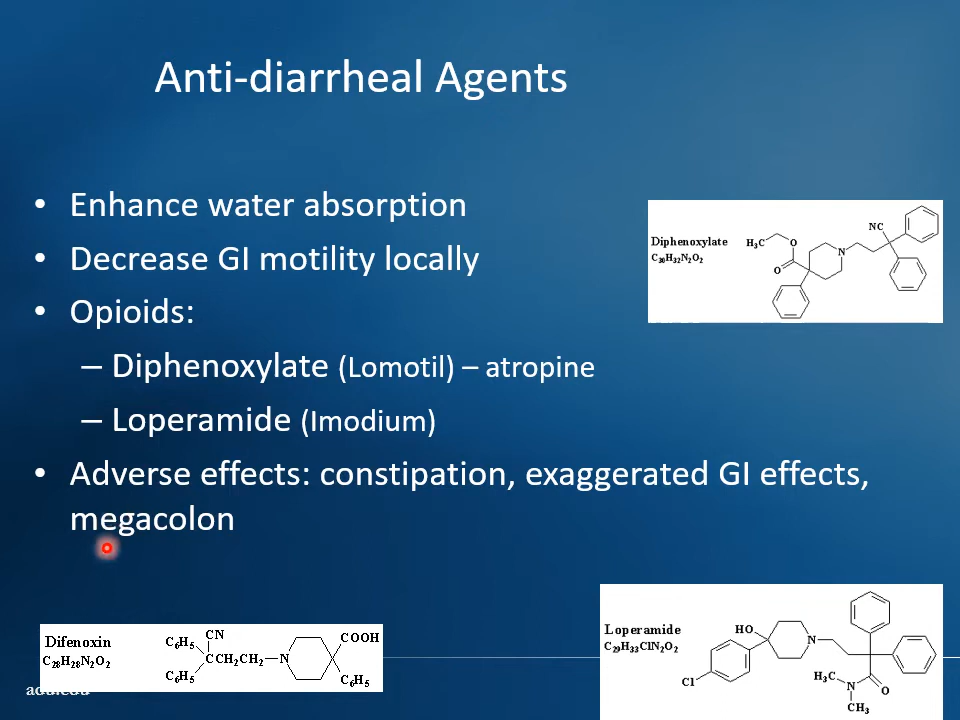 Anti-diarrheal Agents
• Enhance water absorption
• Decrease GI motility locally
• Opioids:
– Diphenoxylate (Lomotil) – atropine
– Loperamide (Imodium)
• Adverse effects: constipation, exaggerated GI effects,
megacolon
Diphenoxylate
C₃₀H₃₂N₂O₂
H₃C
O
O
N
NC
Difenoxin
C₂₈H₂₈N₂O₂
C₆H₅
CN
CCH₂CH₂—N
C₆H₅
COOH
C₆H₅
Loperamide
C₂₉H₃₃ClN₂O₂
HO
N
Cl
H₃C
N
O
CH₃